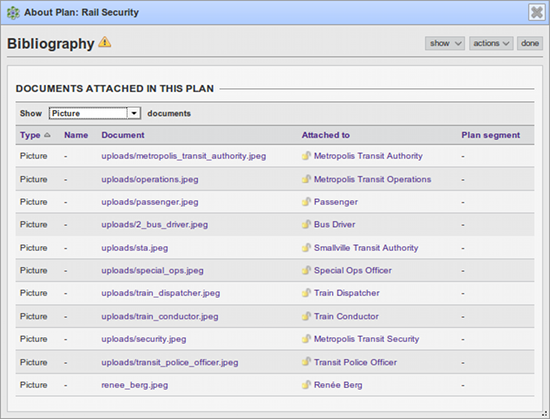 About Plan: Rail Security
Bibliography
show actions done
DOCUMENTS ATTACHED IN THIS PLAN
Show Picture documents
Type Name Document Attached to Plan segment
Picture - uploads/metropolis_transit_authority.jpeg Metropolis Transit Authority -
Picture - uploads/operations.jpeg Metropolis Transit Operations -
Picture - uploads/passenger.jpeg Passenger -
Picture - uploads/2_bus_driver.jpeg Bus Driver -
Picture - uploads/sta.jpeg Smallville Transit Authority -
Picture - uploads/special_ops.jpeg Special Ops Officer -
Picture - uploads/train_dispatcher.jpeg Train Dispatcher -
Picture - uploads/train_conductor.jpeg Train Conductor -
Picture - uploads/security.jpeg Metropolis Transit Security -
Picture - uploads/transit_police_officer.jpeg Transit Police Officer -
Picture - renee_berg.jpeg Renée Berg -